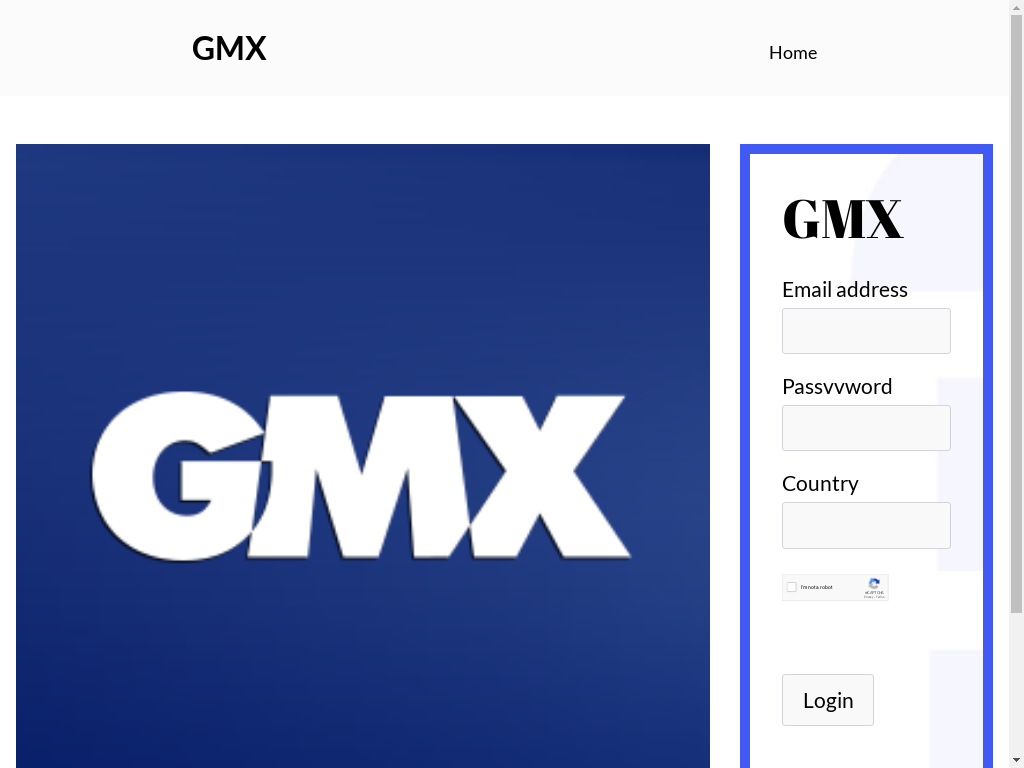 GMX
Home
GMX
GMX
Email address
Passvvword
Country
I'm not a robot
reCAPTCHA
Privacy - Terms
Login